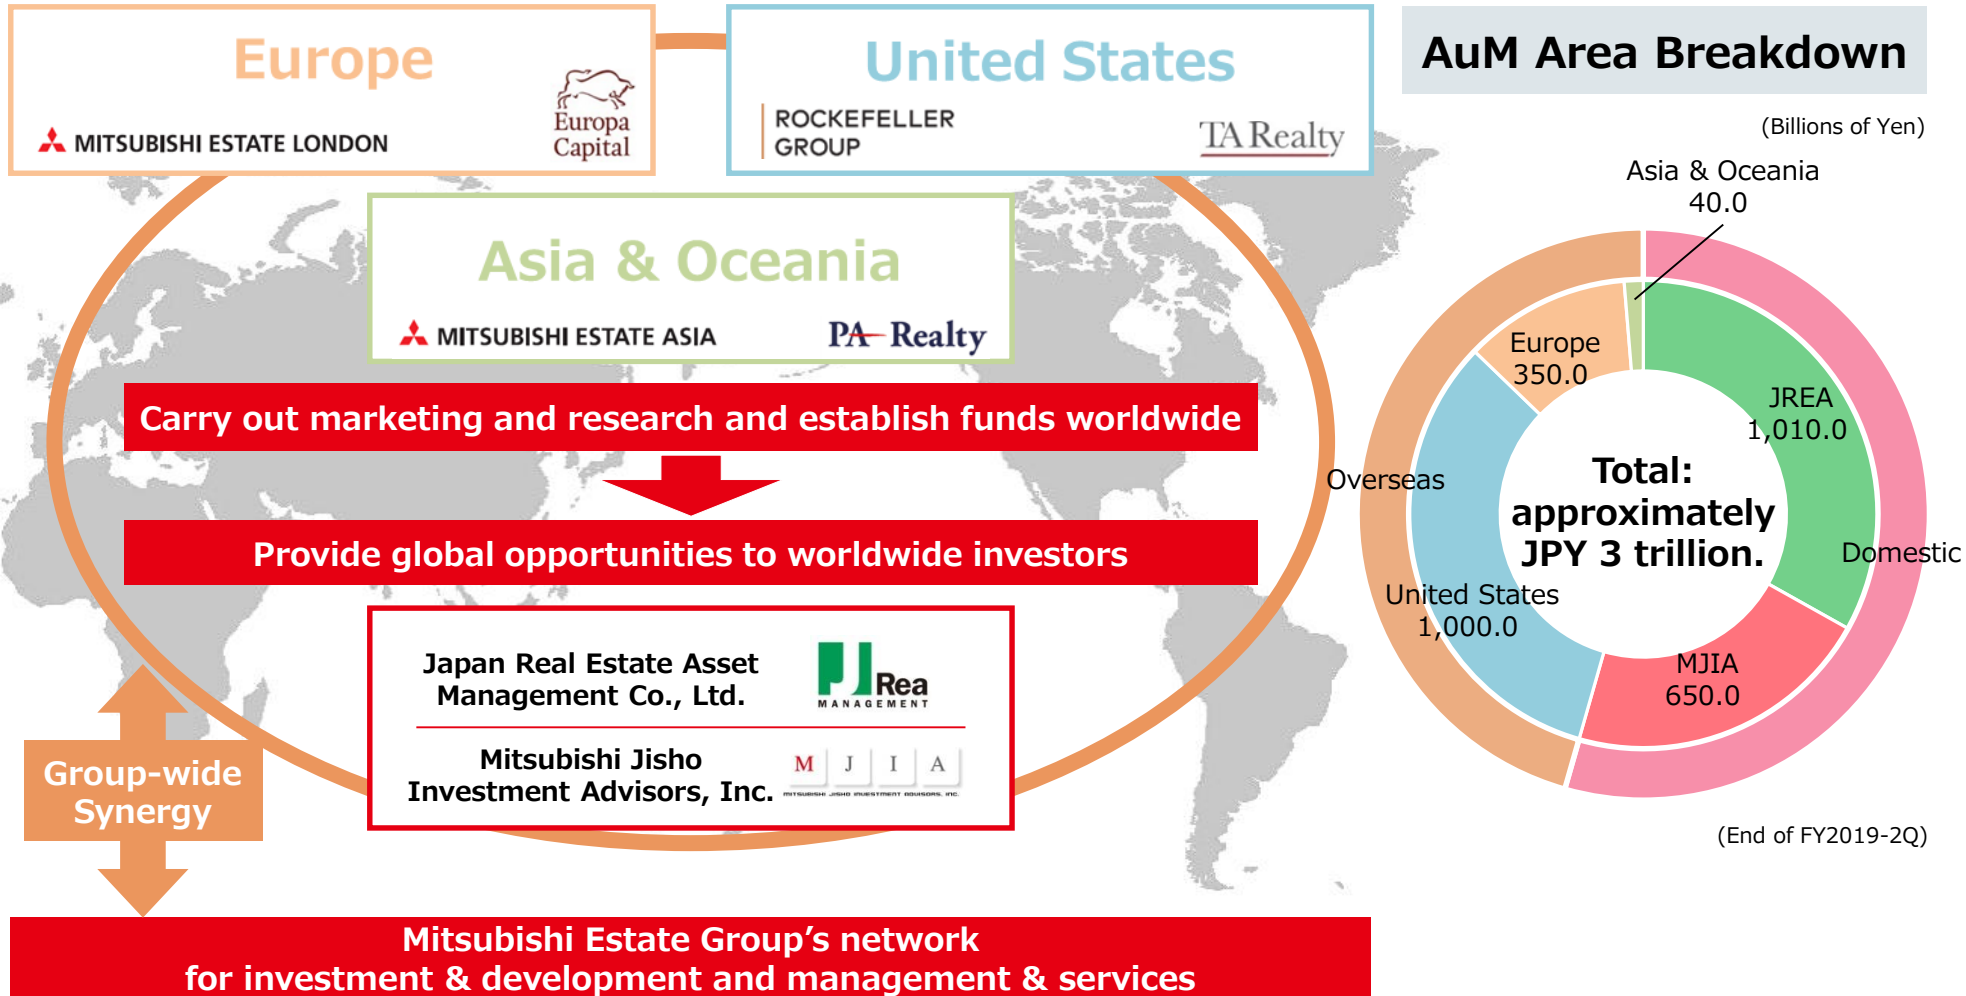 Europe
MITSUBISHI ESTATE LONDON
Europa
Capital
United States
ROCKEFELLER
GROUP
TA Realty
Asia & Oceania
MITSUBISHI ESTATE ASIA
PA Realty
Carry out marketing and research and establish funds worldwide
Provide global opportunities to worldwide investors
Japan Real Estate Asset
Management Co., Ltd.
JRea
MANAGEMENT
Mitsubishi Jisho
Investment Advisors, Inc.
M J I A
MITSUBISHI JISHO INVESTMENT ADVISORS, INC.
Group-wide
Synergy
Mitsubishi Estate Group’s network
for investment & development and management & services
AuM Area Breakdown
(Billions of Yen)
Asia & Oceania
40.0
Europe
350.0
JREA
1,010.0
Overseas
Total:
approximately
JPY 3 trillion.
Domestic
United States
1,000.0
MJIA
650.0
(End of FY2019-2Q)